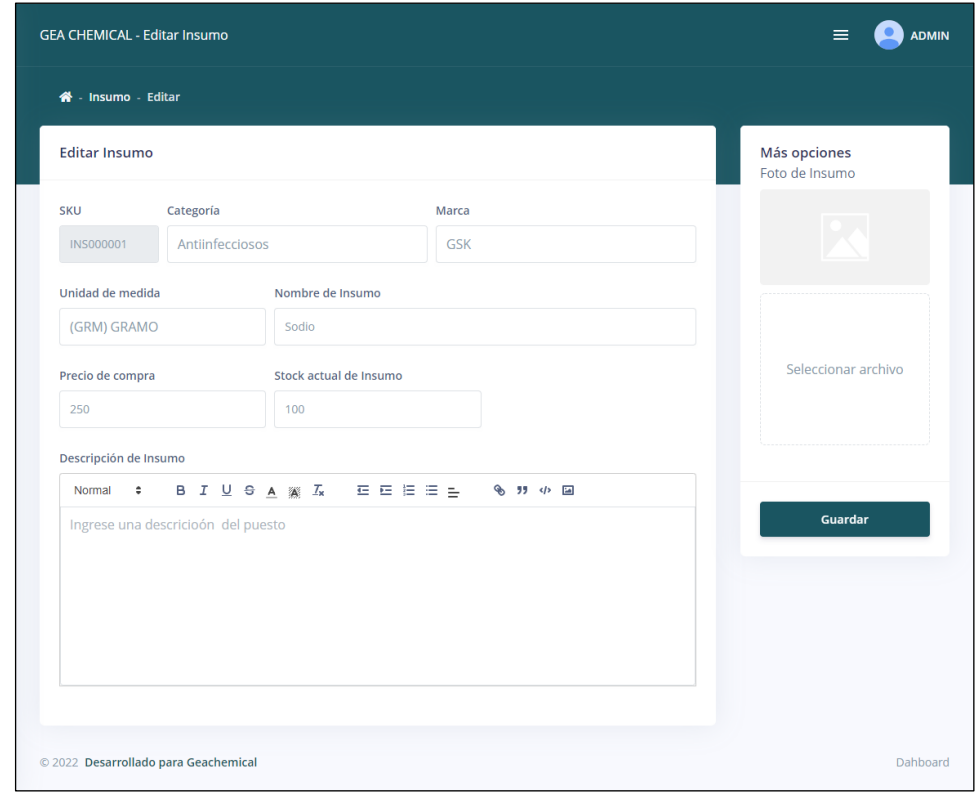 GEA CHEMICAL - Editar Insumo
ADMIN
- Insumo - Editar
Editar Insumo
SKU Categoría Marca
INS000001 Antiinfecciosos GSK
Unidad de medida Nombre de Insumo
(GRM) GRAMO Sodio
Precio de compra Stock actual de Insumo
250 100
Descripción de Insumo
Normal
Ingrese una descricioón del puesto
Más opciones
Foto de Insumo
Seleccionar archivo
Guardar
© 2022 Desarrollado para Geachemical
Dahboard